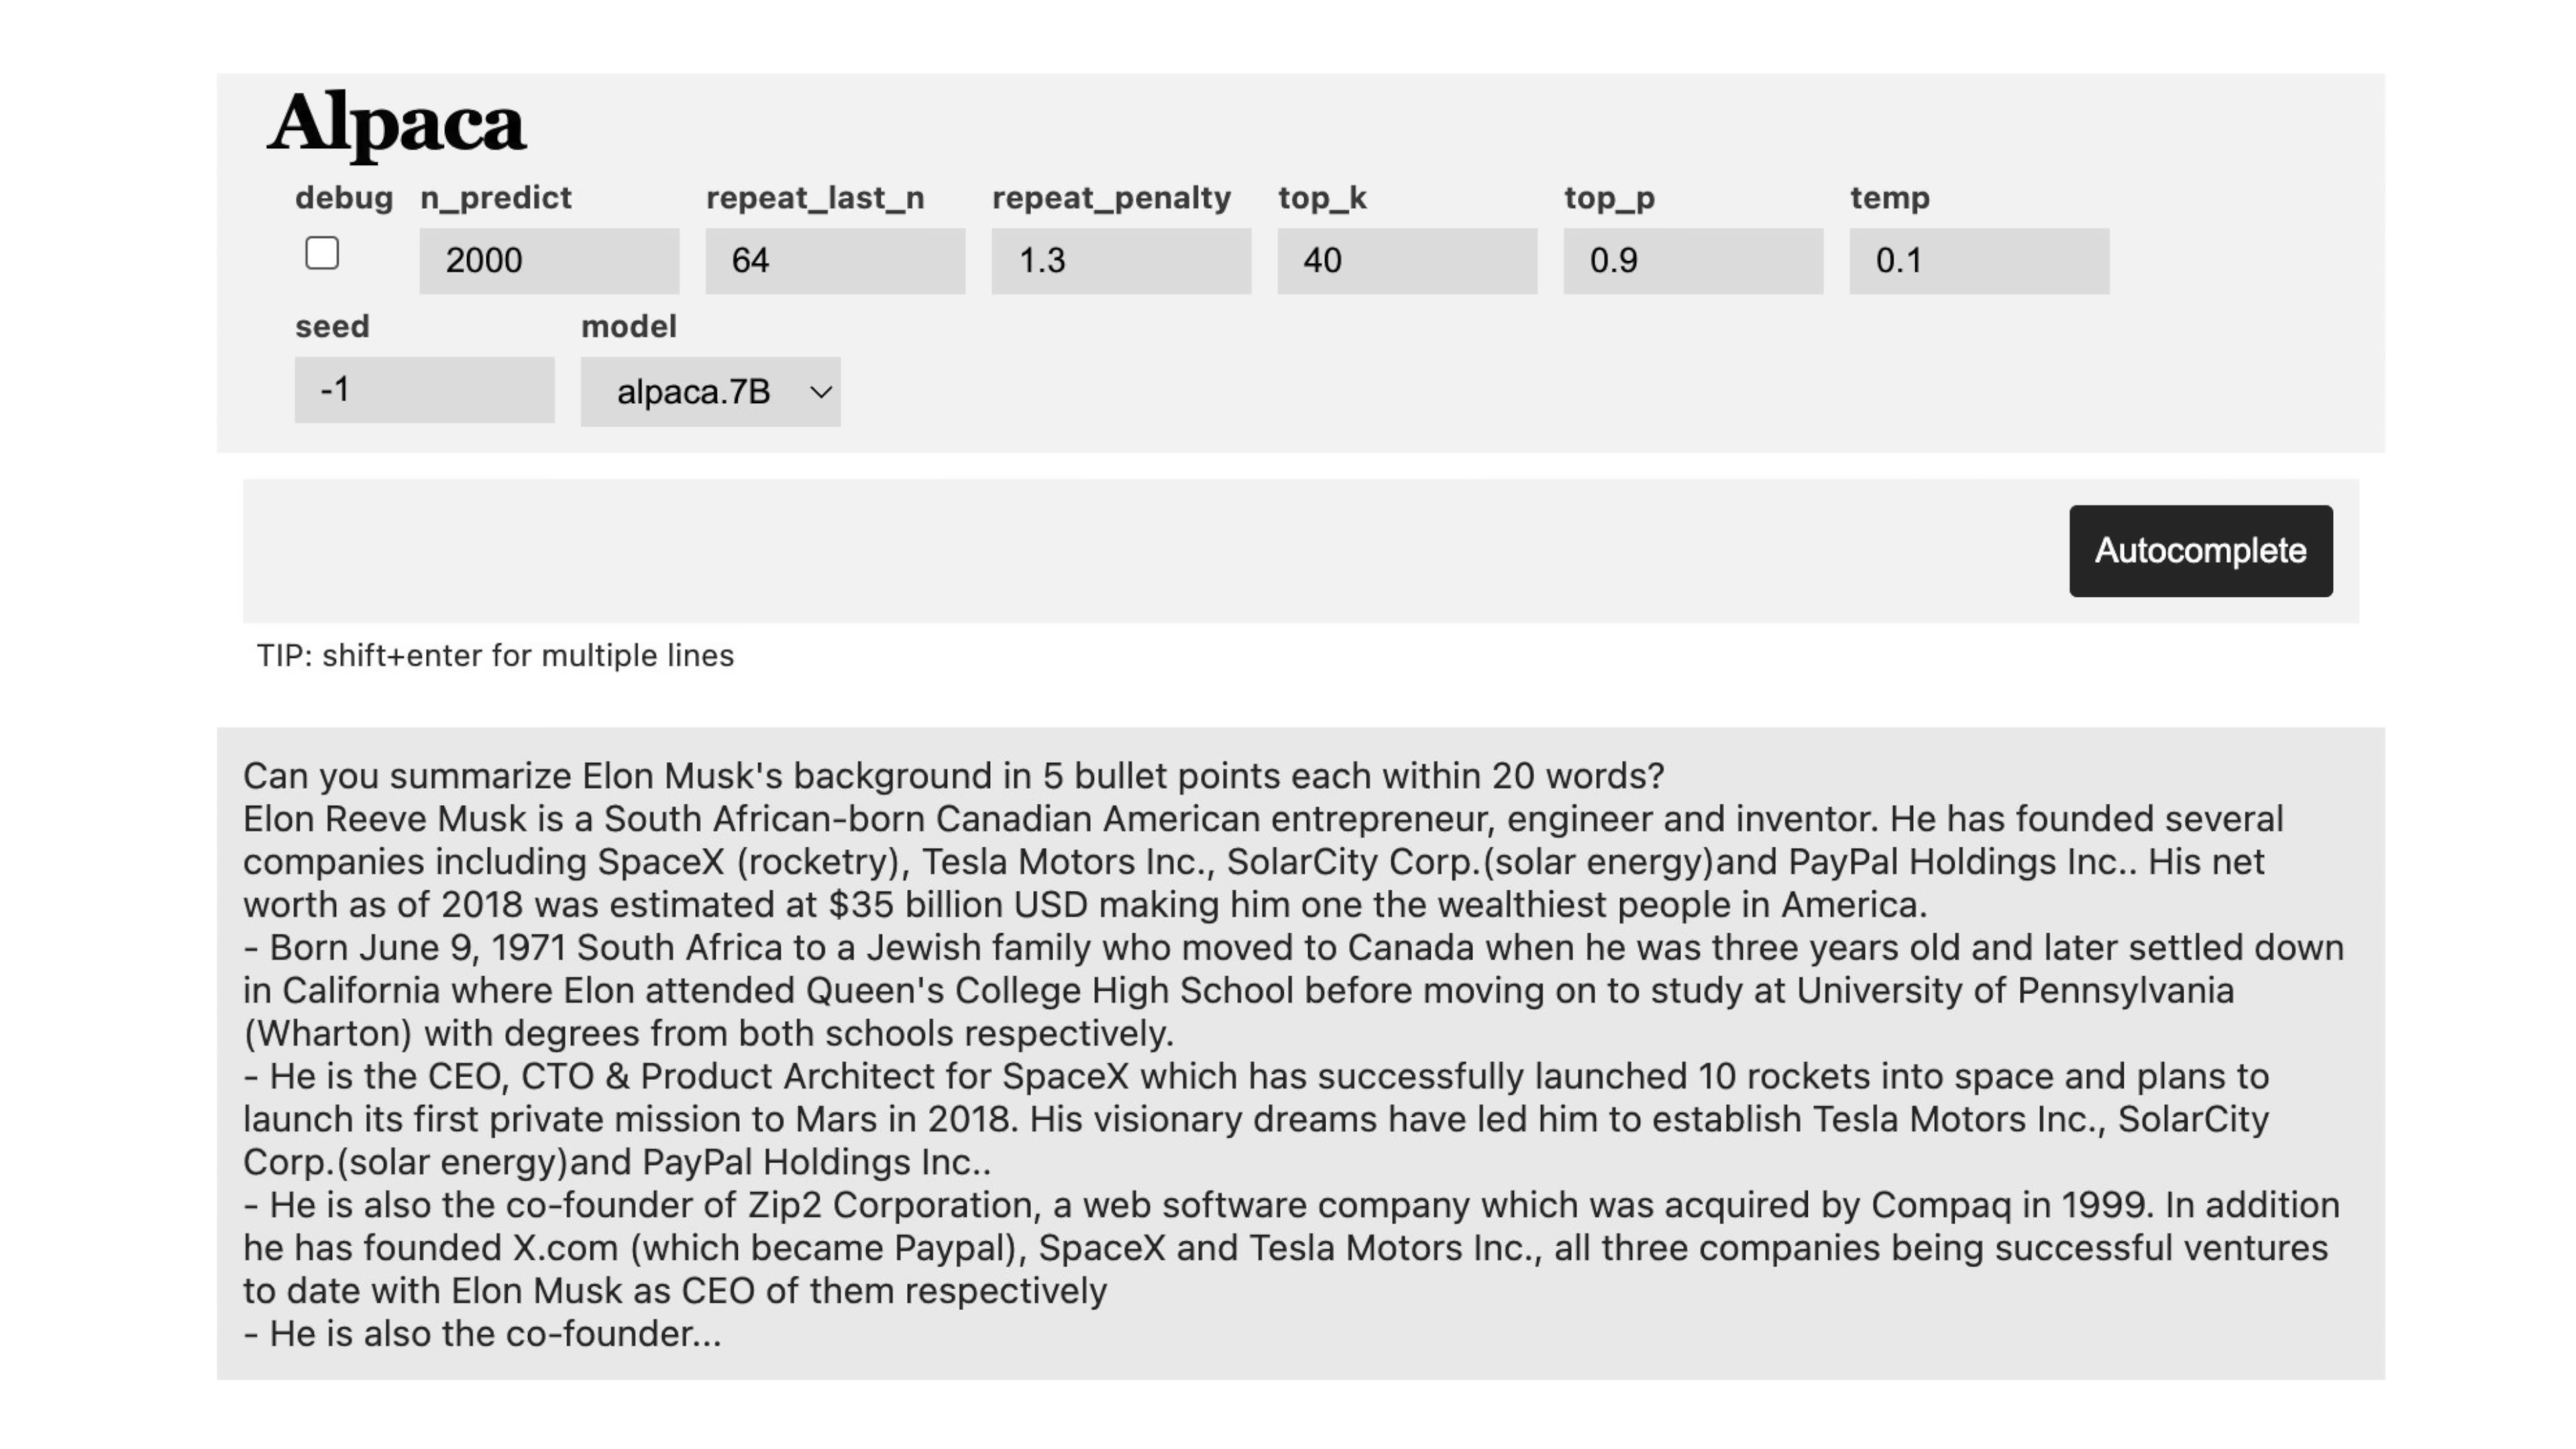 Alpaca
debug n_predict repeat_last_n repeat_penalty top_k top_p temp
2000 64 1.3 40 0.9 0.1
seed model
-1 alpaca.7B
Autocomplete
TIP: shift+enter for multiple lines
Can you summarize Elon Musk's background in 5 bullet points each within 20 words?
Elon Reeve Musk is a South African-born Canadian American entrepreneur, engineer and inventor. He has founded several
companies including SpaceX (rocketry), Tesla Motors Inc., SolarCity Corp.(solar energy)and PayPal Holdings Inc.. His net
worth as of 2018 was estimated at $35 billion USD making him one the wealthiest people in America.
- Born June 9, 1971 South Africa to a Jewish family who moved to Canada when he was three years old and later settled down
in California where Elon attended Queen's College High School before moving on to study at University of Pennsylvania
(Wharton) with degrees from both schools respectively.
- He is the CEO, CTO & Product Architect for SpaceX which has successfully launched 10 rockets into space and plans to
launch its first private mission to Mars in 2018. His visionary dreams have led him to establish Tesla Motors Inc., SolarCity
Corp.(solar energy)and PayPal Holdings Inc..
- He is also the co-founder of Zip2 Corporation, a web software company which was acquired by Compaq in 1999. In addition
he has founded X.com (which became Paypal), SpaceX and Tesla Motors Inc., all three companies being successful ventures
to date with Elon Musk as CEO of them respectively
- He is also the co-founder...